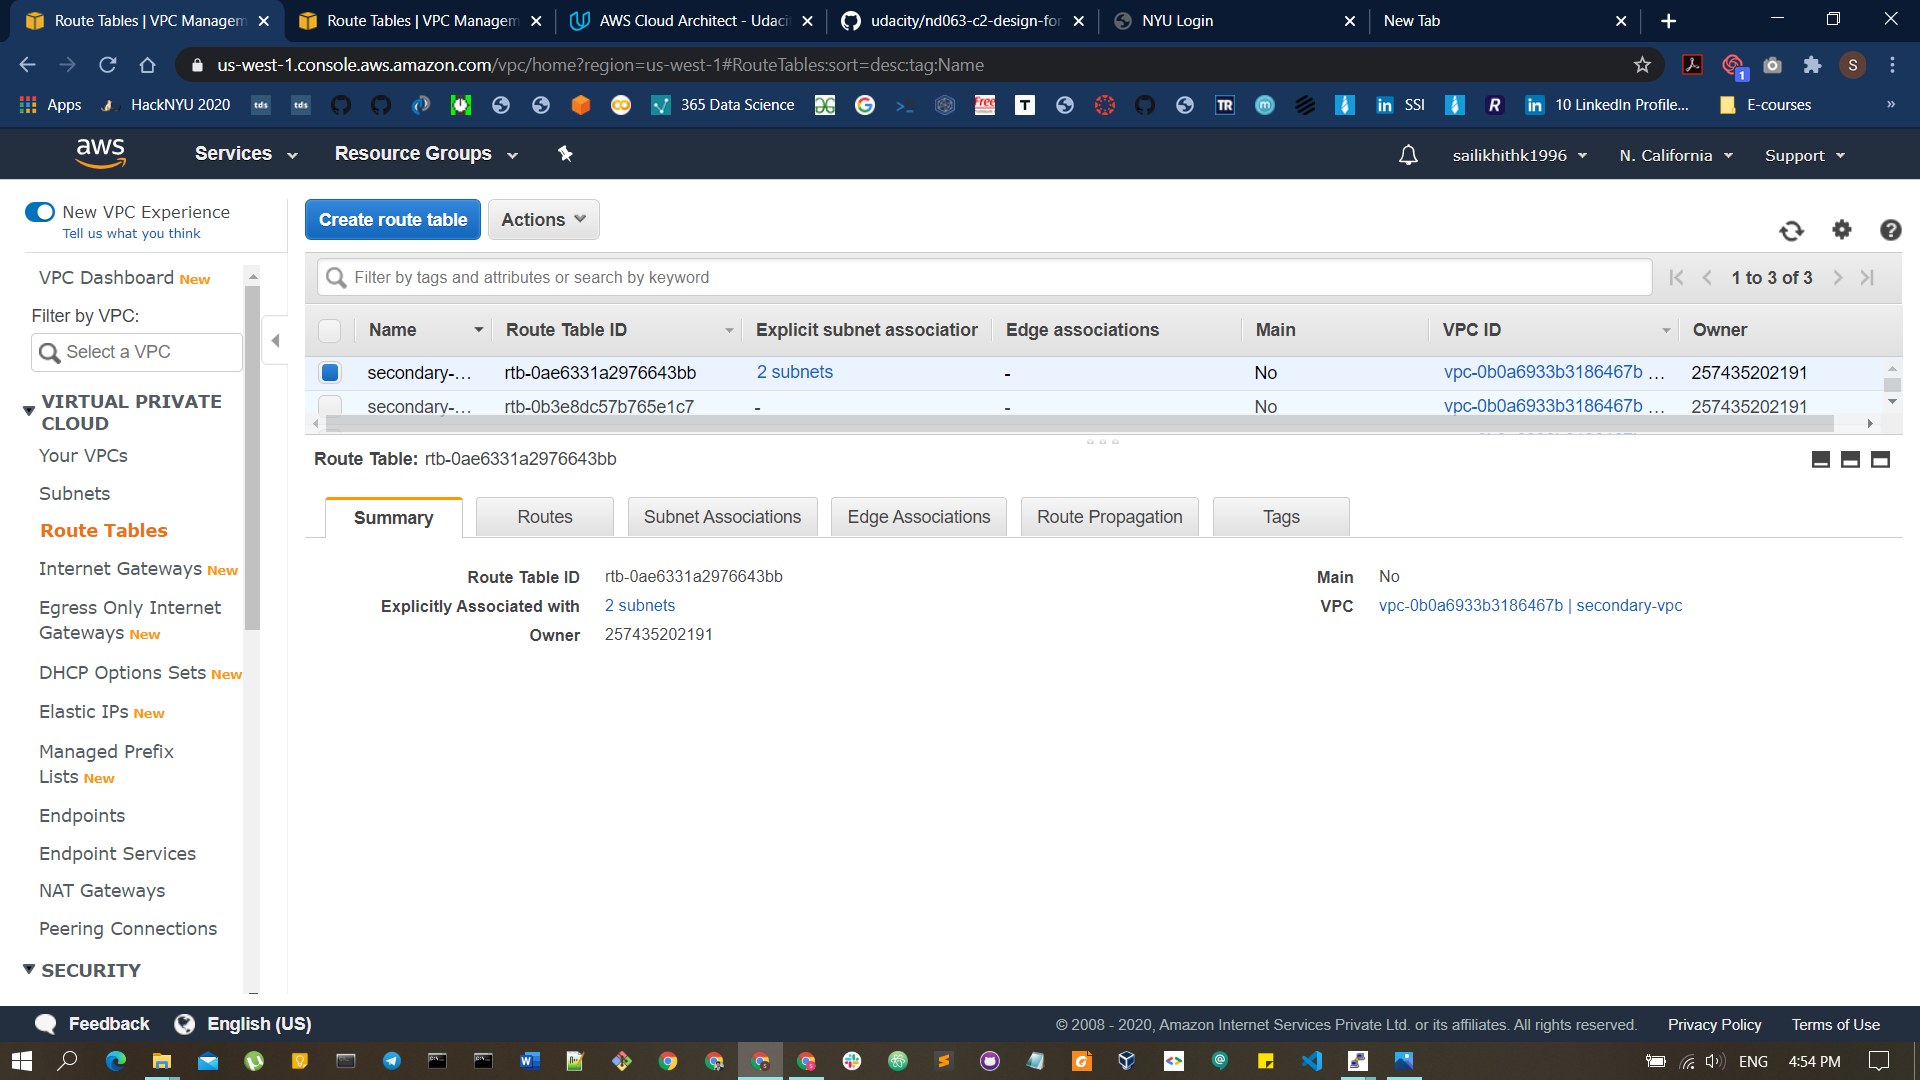 Route Tables | VPC Managem
Route Tables | VPC Managem
AWS Cloud Architect - Udaci
udacity/nd063-c2-design-for
NYU Login
New Tab
us-west-1.console.aws.amazon.com/vpc/home?region=us-west-1#RouteTables:sort=desc:tag:Name
S
1
Apps
HackNYU 2020
tds
tds
365 Data Science
Free
T
TR
m
in SSI
R
in 10 LinkedIn Profile...
E-courses
»
aws
Services
Resource Groups
sailikhithk1996
N. California
Support
New VPC Experience
Tell us what you think
Create route table
Actions
VPC Dashboard New
Filter by VPC:
Select a VPC
VIRTUAL PRIVATE
CLOUD
Your VPCs
Subnets
Route Tables
Internet Gateways New
Egress Only Internet
Gateways New
DHCP Options Sets New
Elastic IPs New
Managed Prefix
Lists New
Endpoints
Endpoint Services
NAT Gateways
Peering Connections
SECURITY
Filter by tags and attributes or search by keyword
1 to 3 of 3
Name
Route Table ID
Explicit subnet association
Edge associations
Main
VPC ID
Owner
secondary-... rtb-0ae6331a2976643bb 2 subnets - No vpc-0b0a6933b3186467b ... 257435202191
secondary-... rtb-0b3e8dc57b765e1c7 - - No vpc-0b0a6933b3186467b ... 257435202191
Route Table: rtb-0ae6331a2976643bb
Summary
Routes
Subnet Associations
Edge Associations
Route Propagation
Tags
Route Table ID rtb-0ae6331a2976643bb
Explicitly Associated with 2 subnets
Owner 257435202191
Main No
VPC vpc-0b0a6933b3186467b | secondary-vpc
Feedback
English (US)
© 2008 - 2020, Amazon Internet Services Private Ltd. or its affiliates. All rights reserved.
Privacy Policy
Terms of Use
ENG
4:54 PM